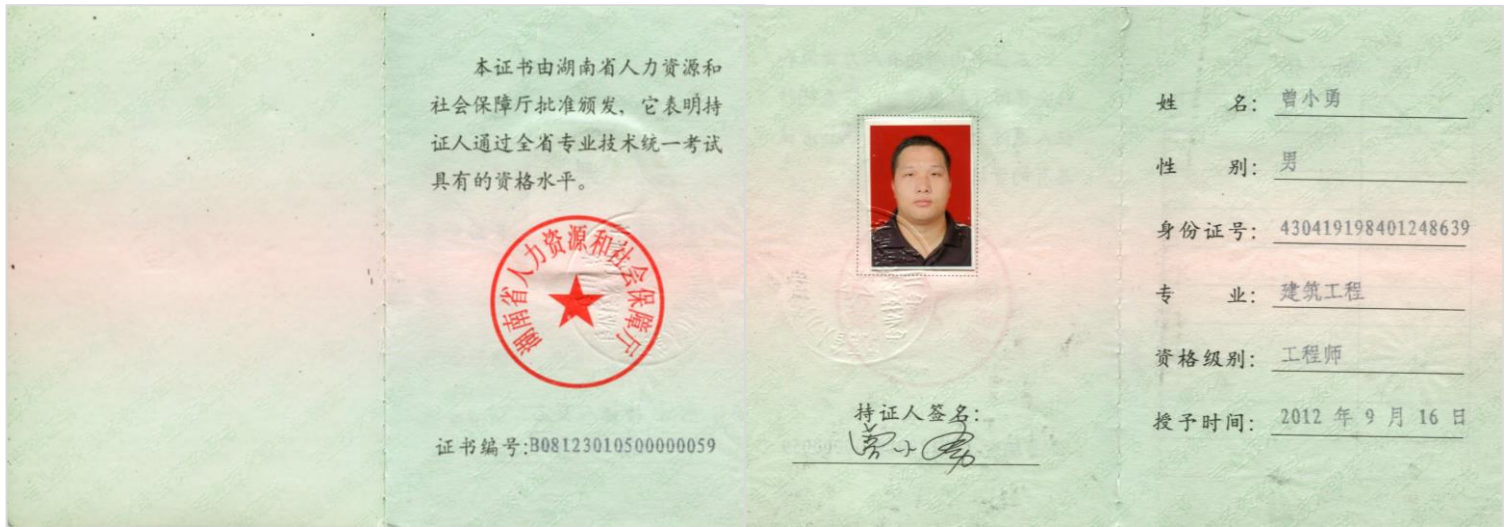 本证书由湖南省人力资源和
社会保障厅批准颁发，它表明持
证人通过全省专业技术统一考试
具有的资格水平。
湖南省人力资源和社会保障厅
证书编号:B08123010500000059
持证人签名:
曾小勇
姓 名: 曾小勇
性 别: 男
身份证号: 430419198401248639
专 业: 建筑工程
资格级别: 工程师
授予时间: 2012 年 9 月 16 日